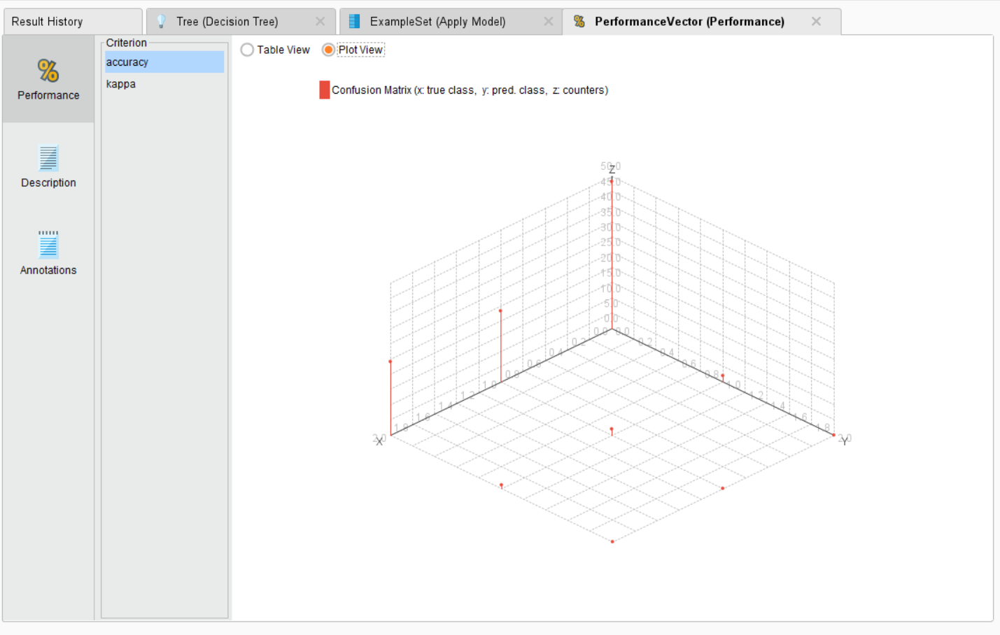 Result History
Tree (Decision Tree)
ExampleSet (Apply Model)
PerformanceVector (Performance)
Performance
Description
Annotations
Criterion
accuracy
kappa
Table View
Plot View
Confusion Matrix (x: true class, y: pred. class, z: counters)
50.0
Z
45.0
40.0
35.0
30.0
25.0
20.0
15.0
10.0
5.0
0.0
0.0 0.0
0.2 0.2
0.4 0.4
0.6 0.6
0.8 0.8
1.0 1.0
1.2 1.2
1.4 1.4
1.6 1.6
1.8 1.8
2.0 2.0
X Y